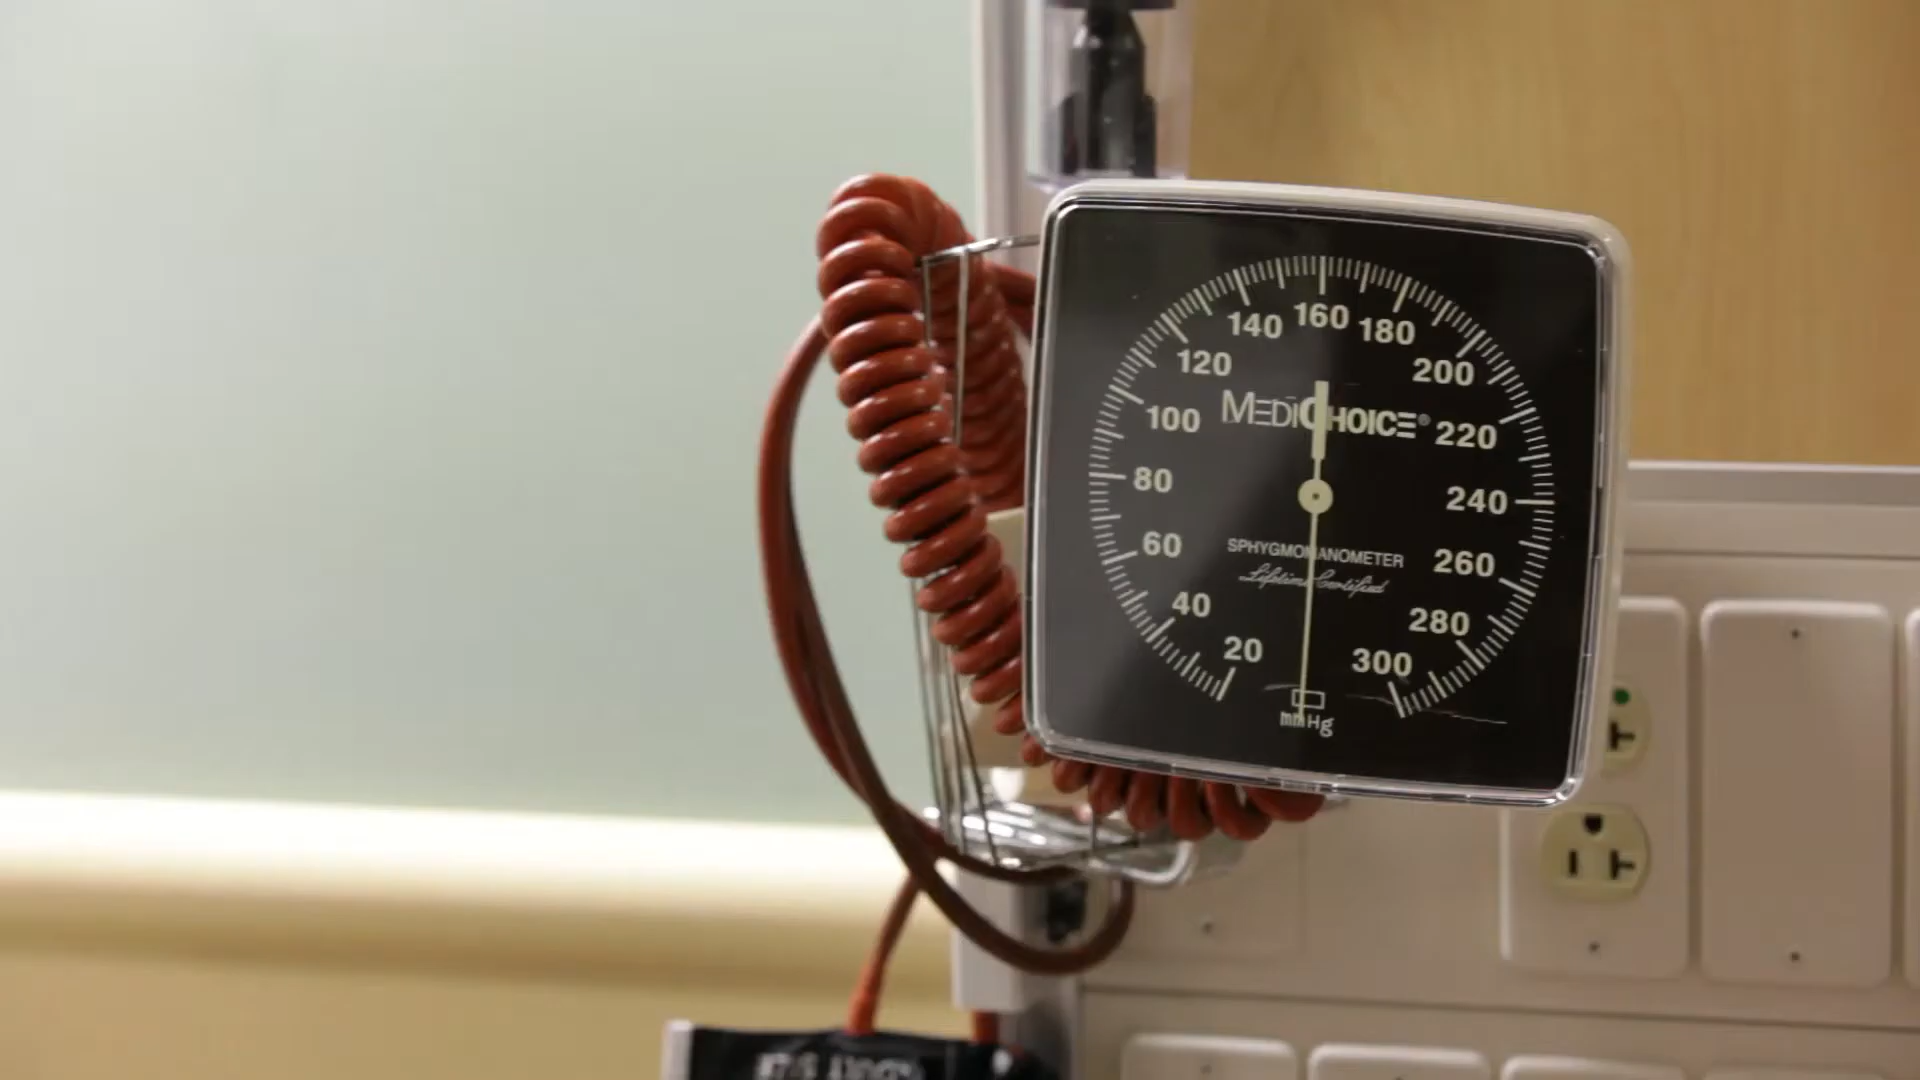 160
140 180
120 200
MEDICHOICE®
100 220
80 240
SPHYGMOMANOMETER
60 260
Lifetime Certified
40 280
20 300
mmHg